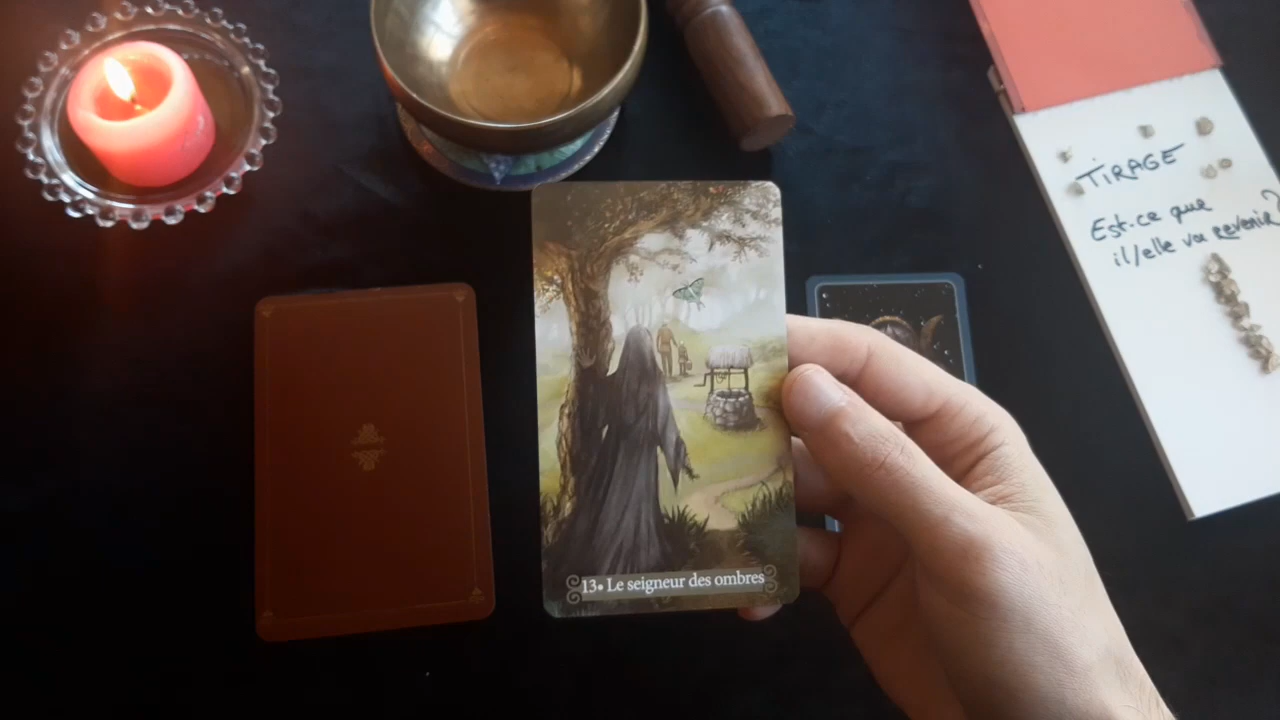 TIRAGE
Est-ce que
il/elle va revenir?
13• Le seigneur des ombres